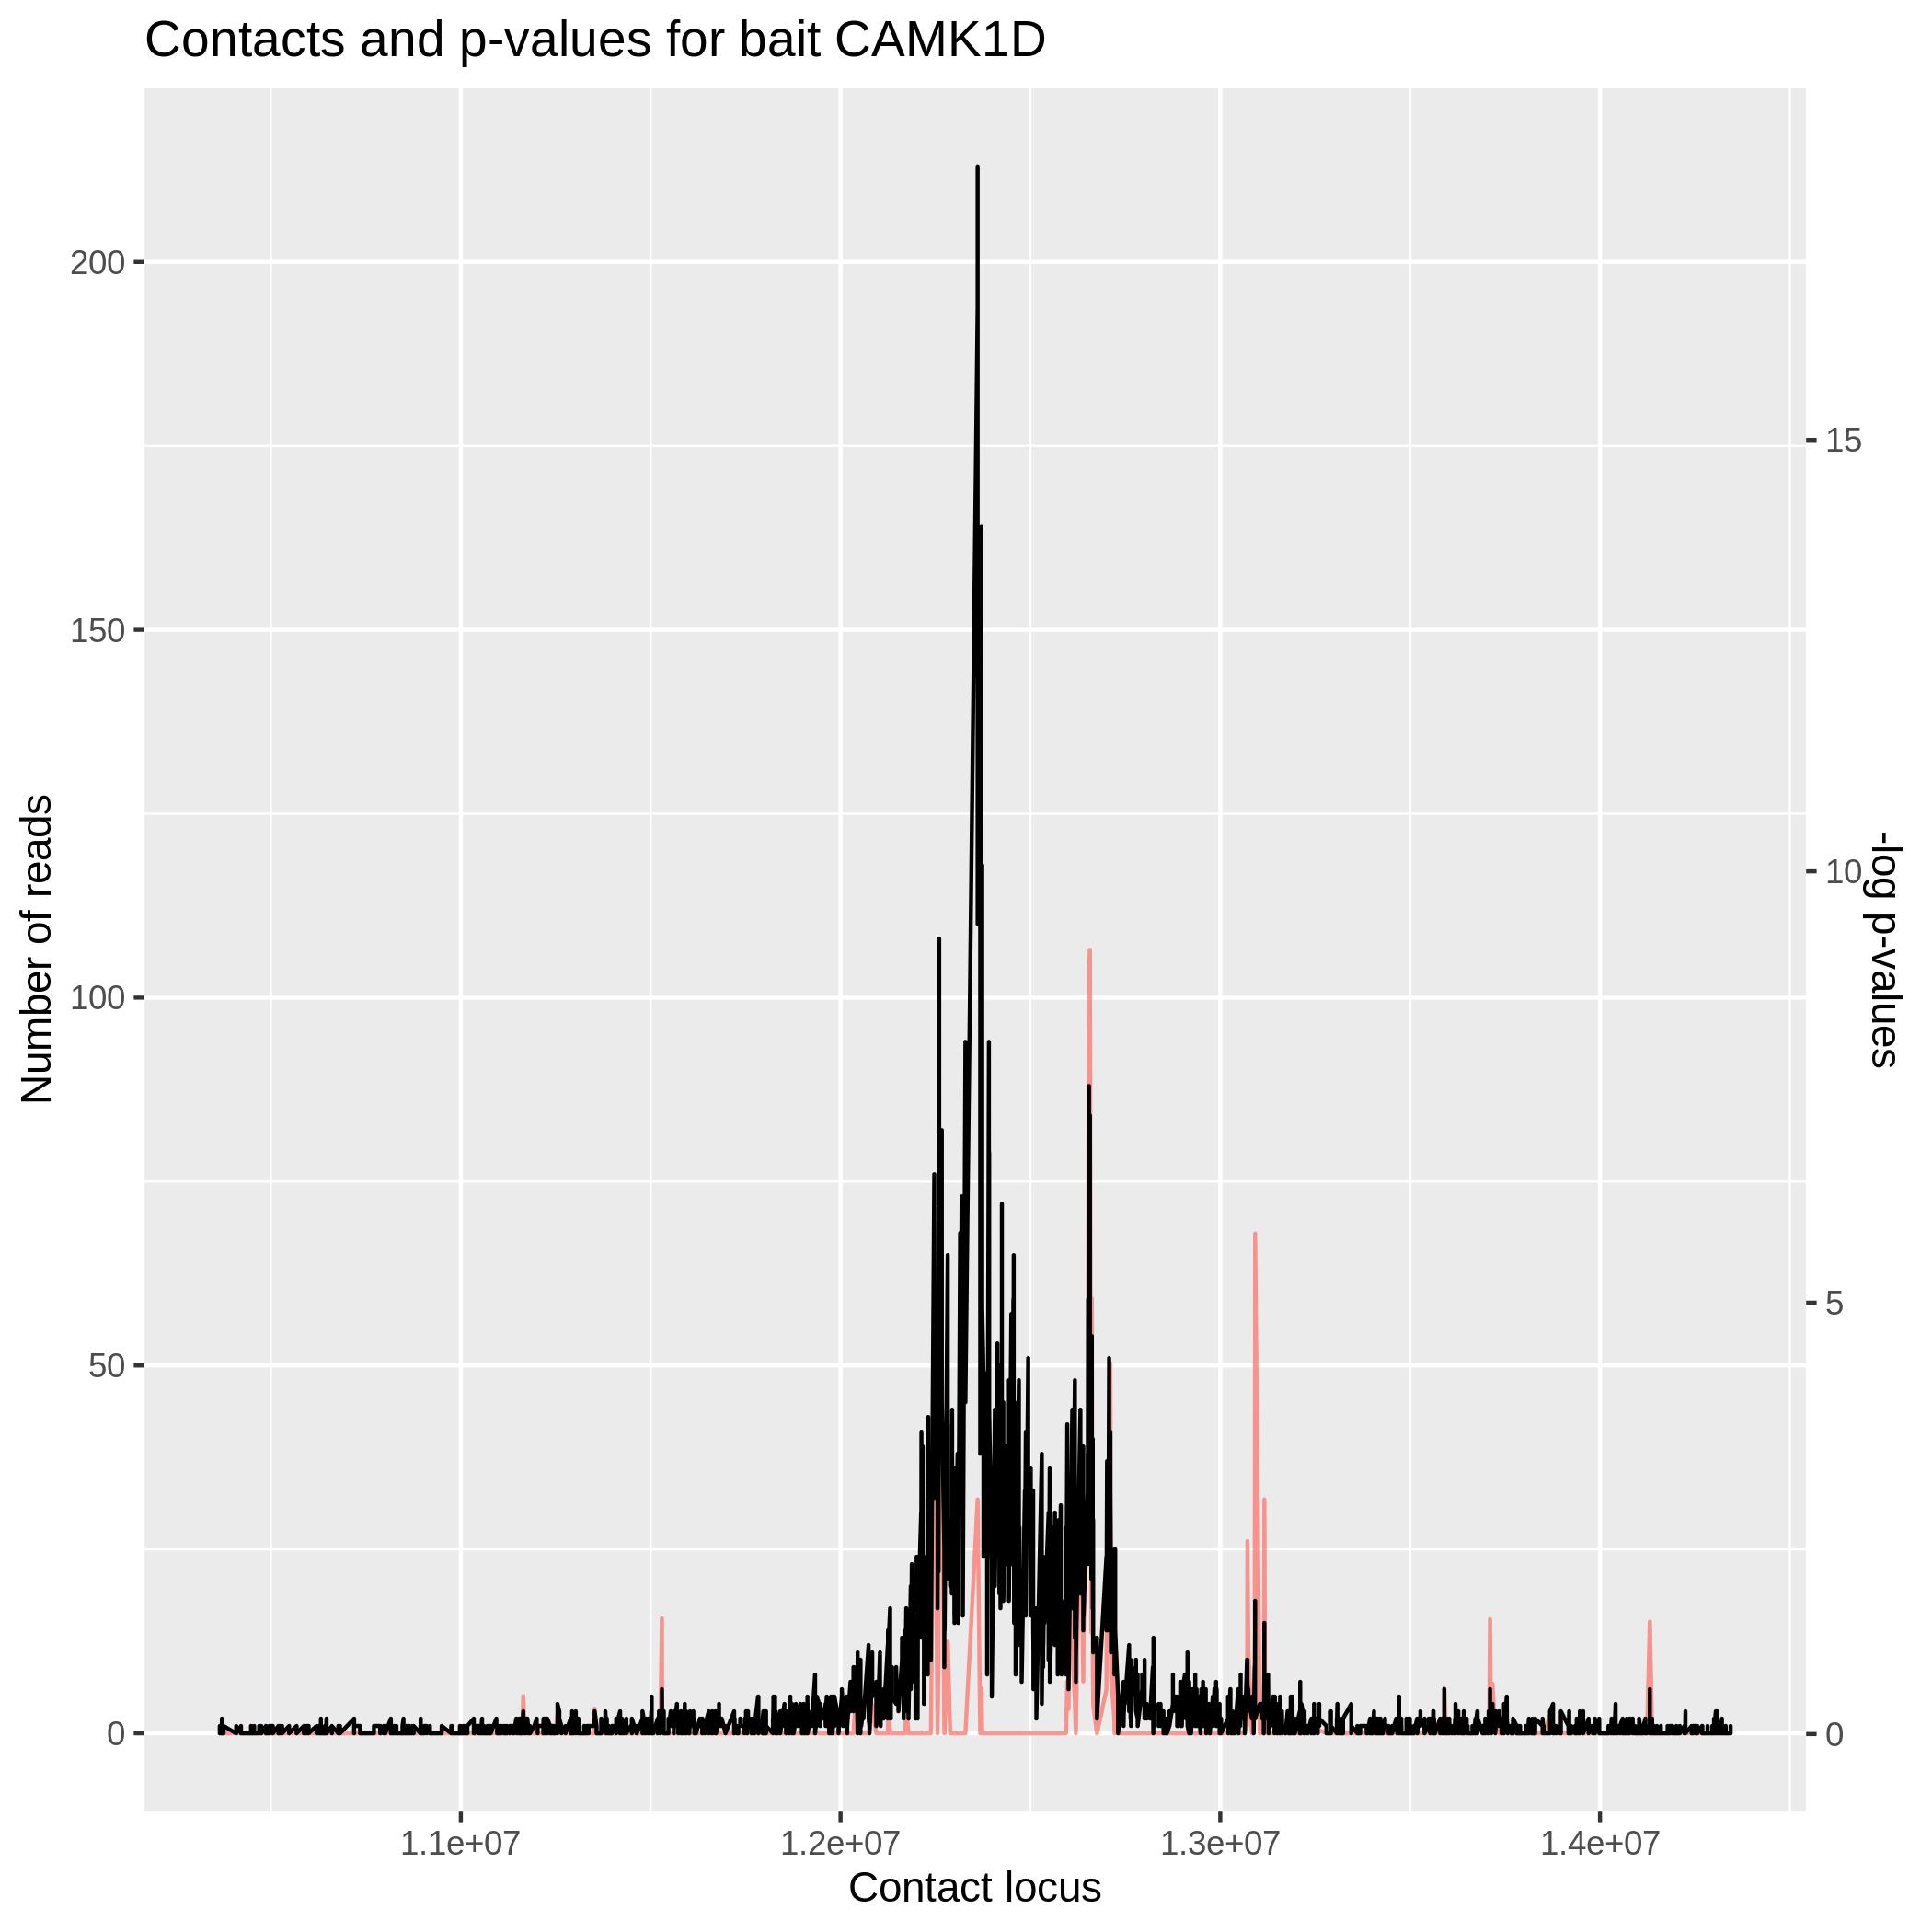 Contacts and p-values for bait CAMK1D
200
150
100
50
0
Number of reads
15
10
5
0
-log p-values
1.1e+07 1.2e+07 1.3e+07 1.4e+07
Contact locus